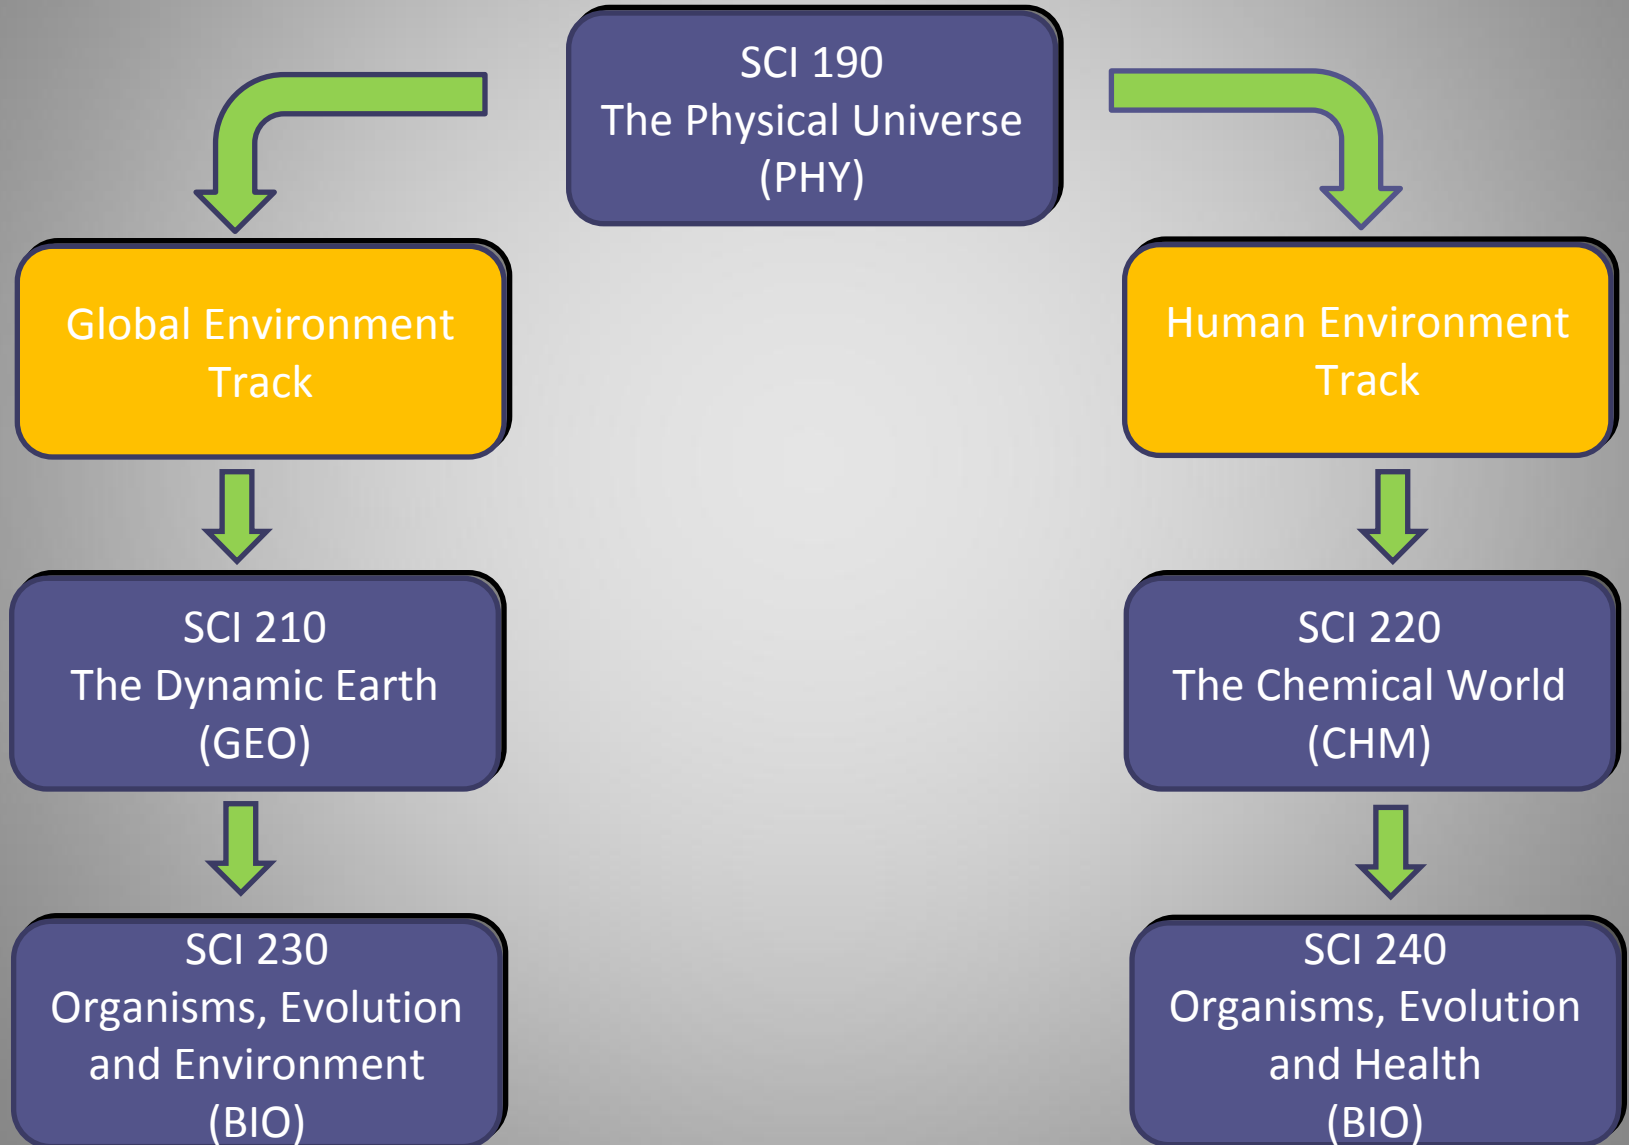 SCI 190
The Physical Universe
(PHY)
Global Environment
Track
Human Environment
Track
SCI 210
The Dynamic Earth
(GEO)
SCI 220
The Chemical World
(CHM)
SCI 230
Organisms, Evolution
and Environment
(BIO)
SCI 240
Organisms, Evolution
and Health
(BIO)